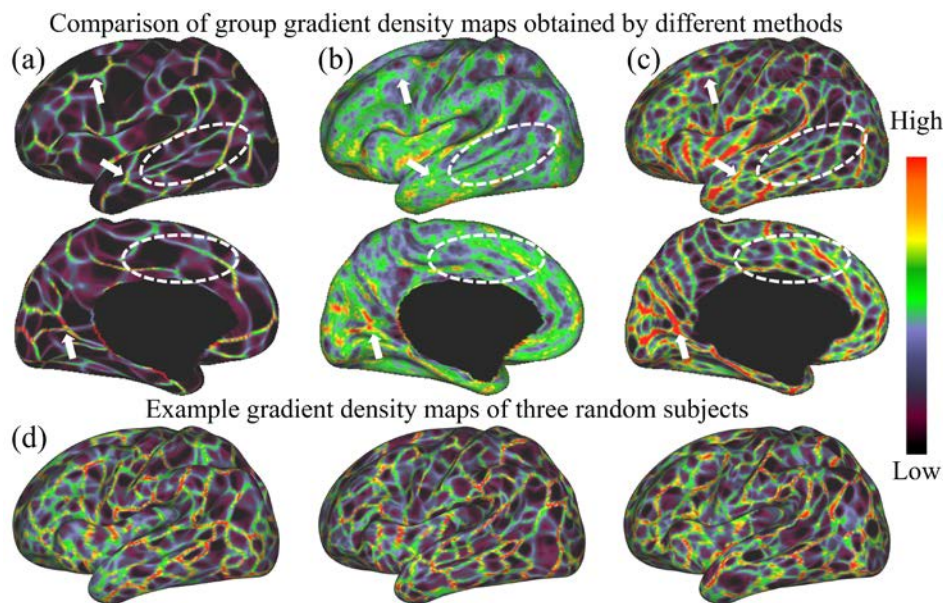 Comparison of group gradient density maps obtained by different methods
(a) (b) (c)
High
Low
Example gradient density maps of three random subjects
(d)